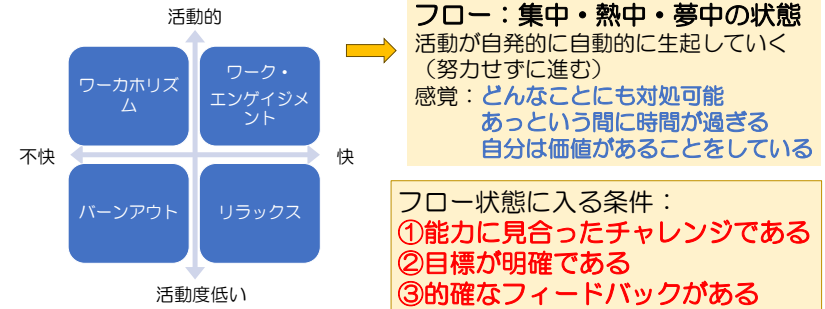 活動的
ワーカホリズ
ム
ワーク・
エンゲイジメ
ント
不快
快
バーンアウト
リラックス
活動度低い
フロー：集中・熱中・夢中の状態
活動が自発的に自動的に生起していく
（努力せずに進む）
感覚：どんなことにも対処可能
あっという間に時間が過ぎる
自分は価値があることをしている
フロー状態に入る条件：
①能力に見合ったチャレンジである
②目標が明確である
③的確なフィードバックがある